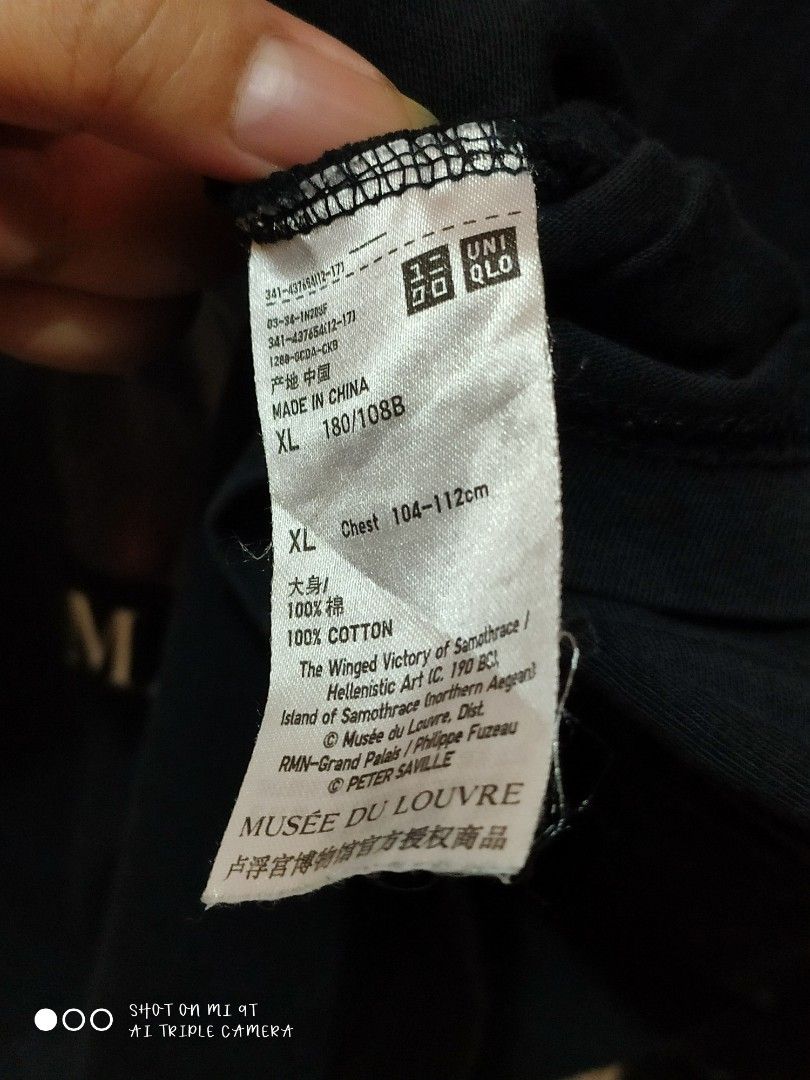 ユニ
クロ
UNI
QLO
341-437654(12-17)
341-437654(12-17)
产地 中国
MADE IN CHINA
XL 180/108B
XL Chest 104-112cm
大身/
100% 棉
100% COTTON
The Winged Victory of Samothrace /
Hellenistic Art (C. 190 BC),
Island of Samothrace (northern Aegean)
© Musée du Louvre, Dist.
RMN-Grand Palais / Philippe Fuzeau
© PETER SAVILLE
MUSÉE DU LOUVRE
卢浮宫博物馆官方授权商品
M
SHOT ON MI 9T
AI TRIPLE CAMERA